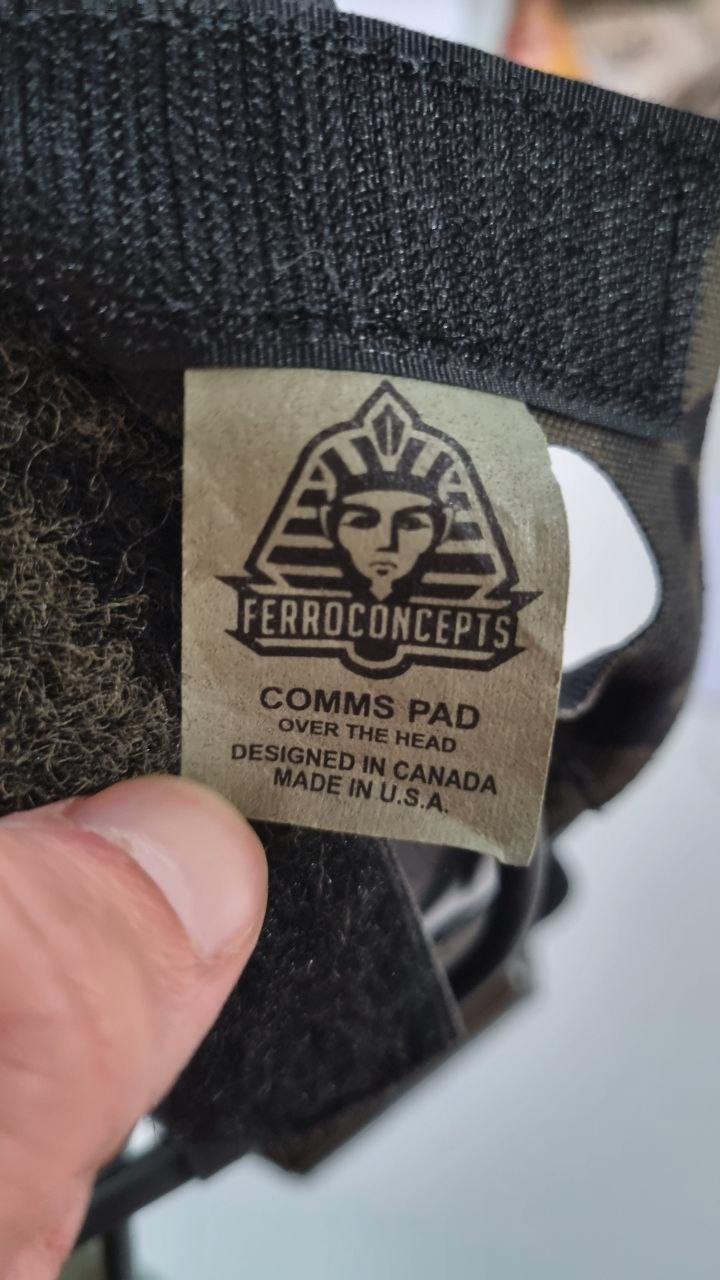 FERROCONCEPTS
COMMS PAD
OVER THE HEAD
DESIGNED IN CANADA
MADE IN U.S.A.